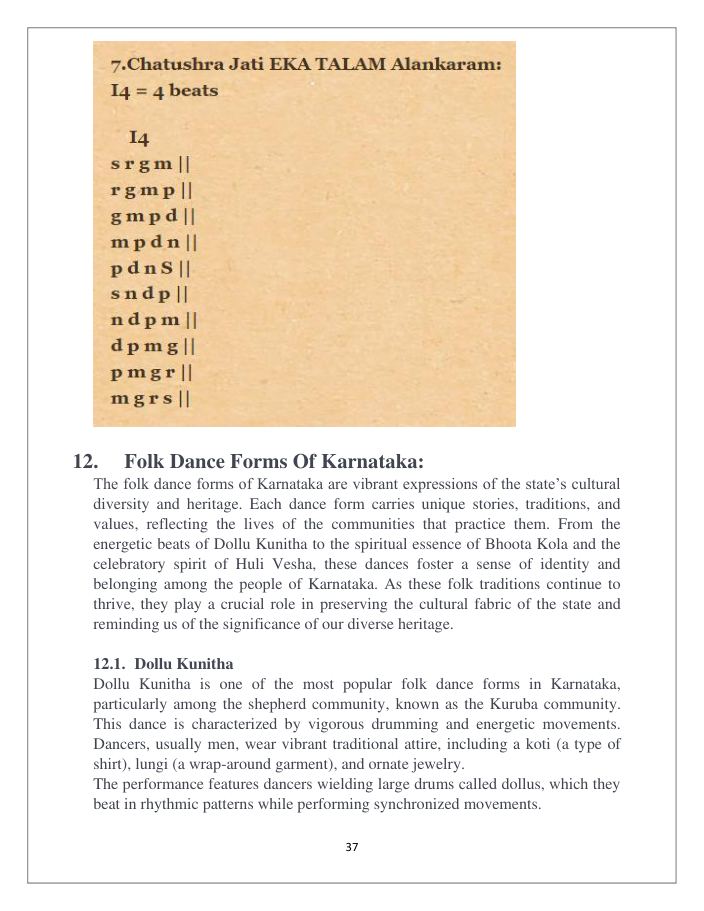 7.Chatushra Jati EKA TALAM Alankaram:
I4 = 4 beats
I4
s r g m ||
r g m p ||
g m p d ||
m p d n ||
p d n S ||
s n d p ||
n d p m ||
d p m g ||
p m g r ||
m g r s ||
12. Folk Dance Forms Of Karnataka:
The folk dance forms of Karnataka are vibrant expressions of the state’s cultural
diversity and heritage. Each dance form carries unique stories, traditions, and
values, reflecting the lives of the communities that practice them. From the
energetic beats of Dollu Kunitha to the spiritual essence of Bhoota Kola and the
celebratory spirit of Huli Vesha, these dances foster a sense of identity and
belonging among the people of Karnataka. As these folk traditions continue to
thrive, they play a crucial role in preserving the cultural fabric of the state and
reminding us of the significance of our diverse heritage.
12.1. Dollu Kunitha
Dollu Kunitha is one of the most popular folk dance forms in Karnataka,
particularly among the shepherd community, known as the Kuruba community.
This dance is characterized by vigorous drumming and energetic movements.
Dancers, usually men, wear vibrant traditional attire, including a koti (a type of
shirt), lungi (a wrap-around garment), and ornate jewelry.
The performance features dancers wielding large drums called dollus, which they
beat in rhythmic patterns while performing synchronized movements.
37